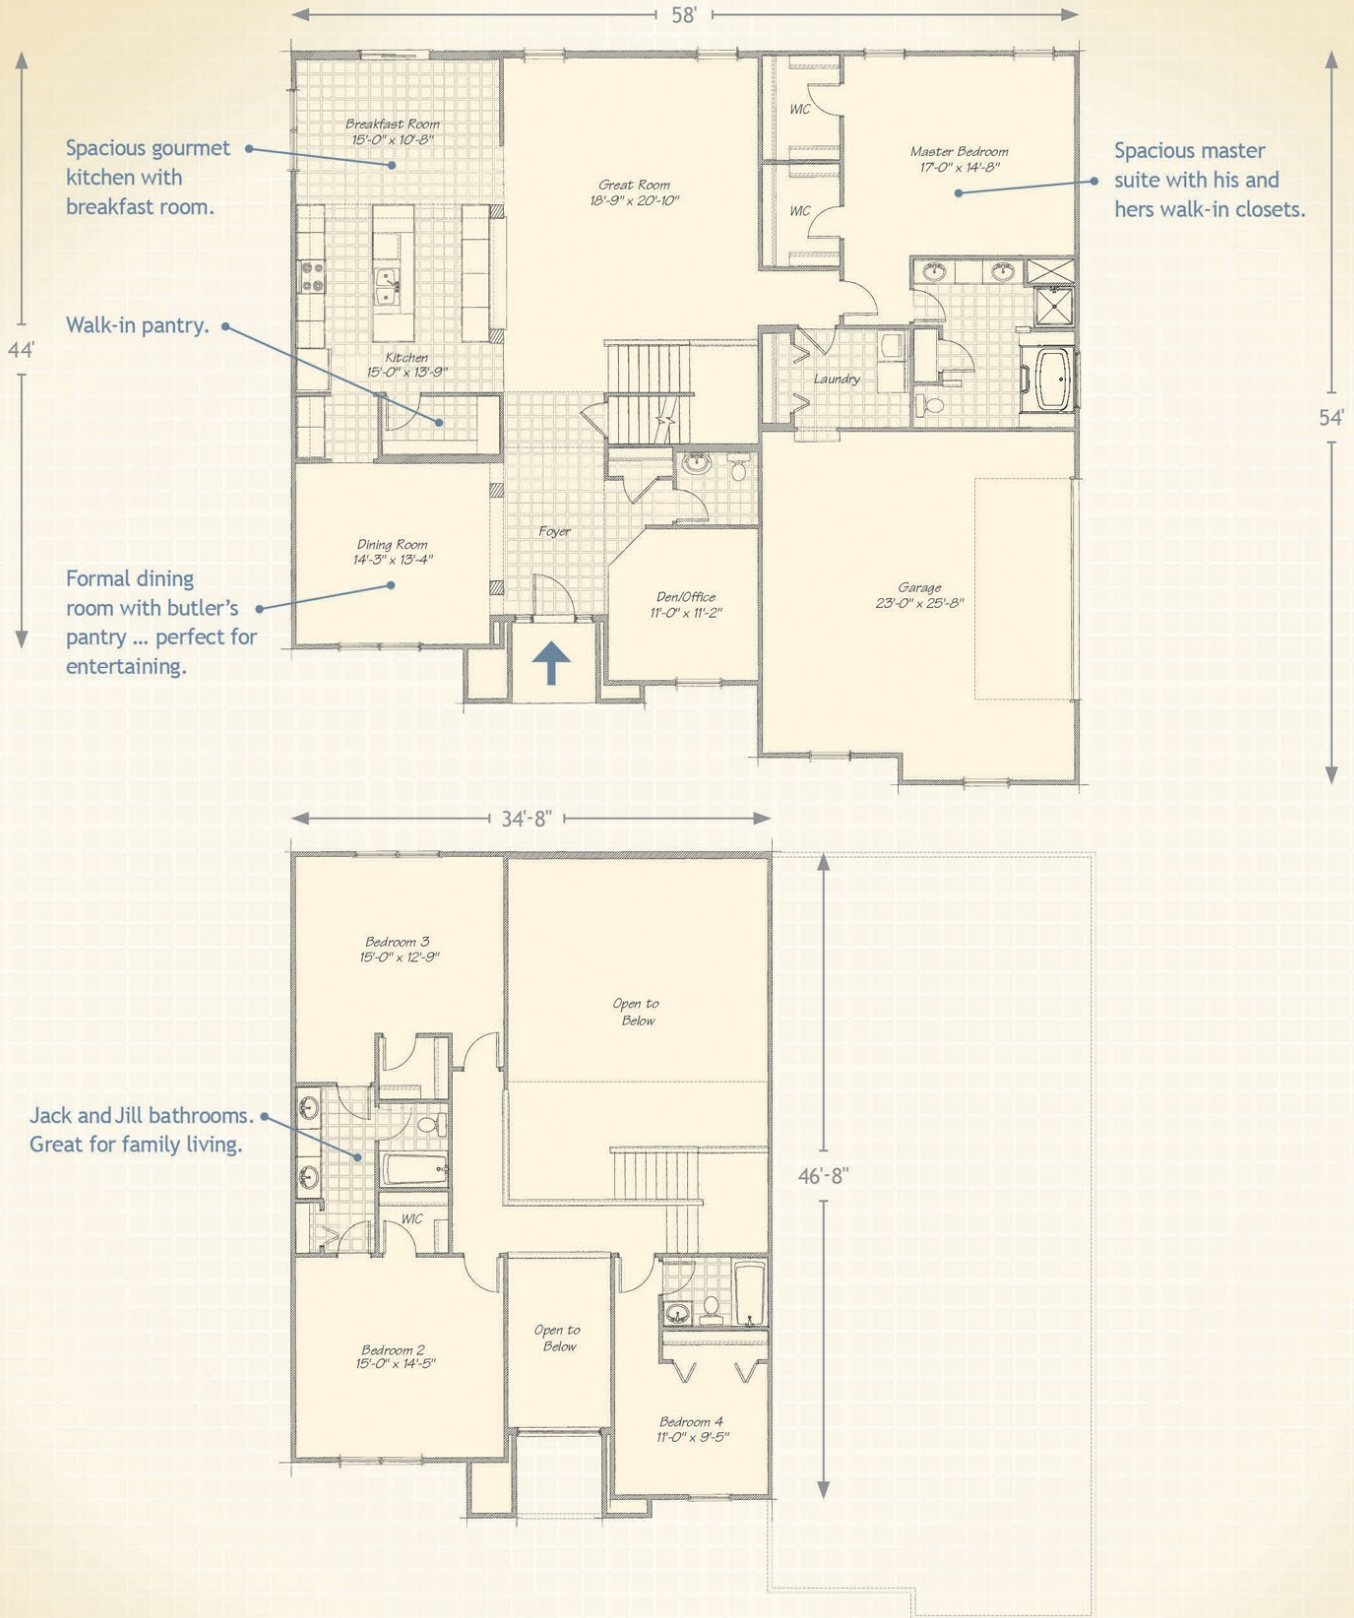 58'
Breakfast Room
15'-0" x 10'-8"
Spacious gourmet
kitchen with
breakfast room.
Great Room
18'-9" x 20'-10"
WIC
WIC
Master Bedroom
17'-0" x 14'-8"
Spacious master
suite with his and
hers walk-in closets.
Walk-in pantry.
44'
Kitchen
15'-0" x 13'-9"
Laundry
54'
Foyer
Dining Room
14'-3" x 13'-4"
Formal dining
room with butler's
pantry ... perfect for
entertaining.
Den/Office
11'-0" x 11'-2"
Garage
23'-0" x 25'-8"
34'-8"
Bedroom 3
15'-0" x 12'-9"
Open to
Below
Jack and Jill bathrooms.
Great for family living.
46'-8"
WIC
Bedroom 2
15'-0" x 14'-5"
Open to
Below
Bedroom 4
11'-0" x 9'-5"